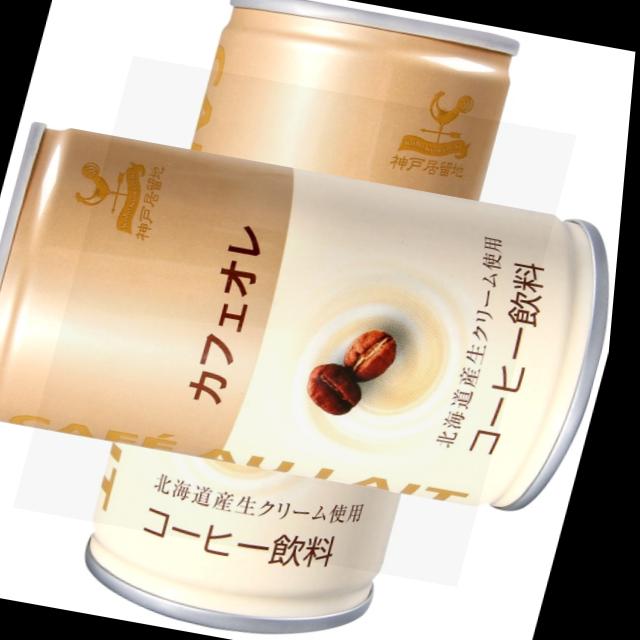 神戸居留地
神戸居留地
カフェオレ
CAFÉ AU LAIT
北海道産生クリーム使用
コーヒー飲料
北海道産生クリーム使用
コーヒー飲料